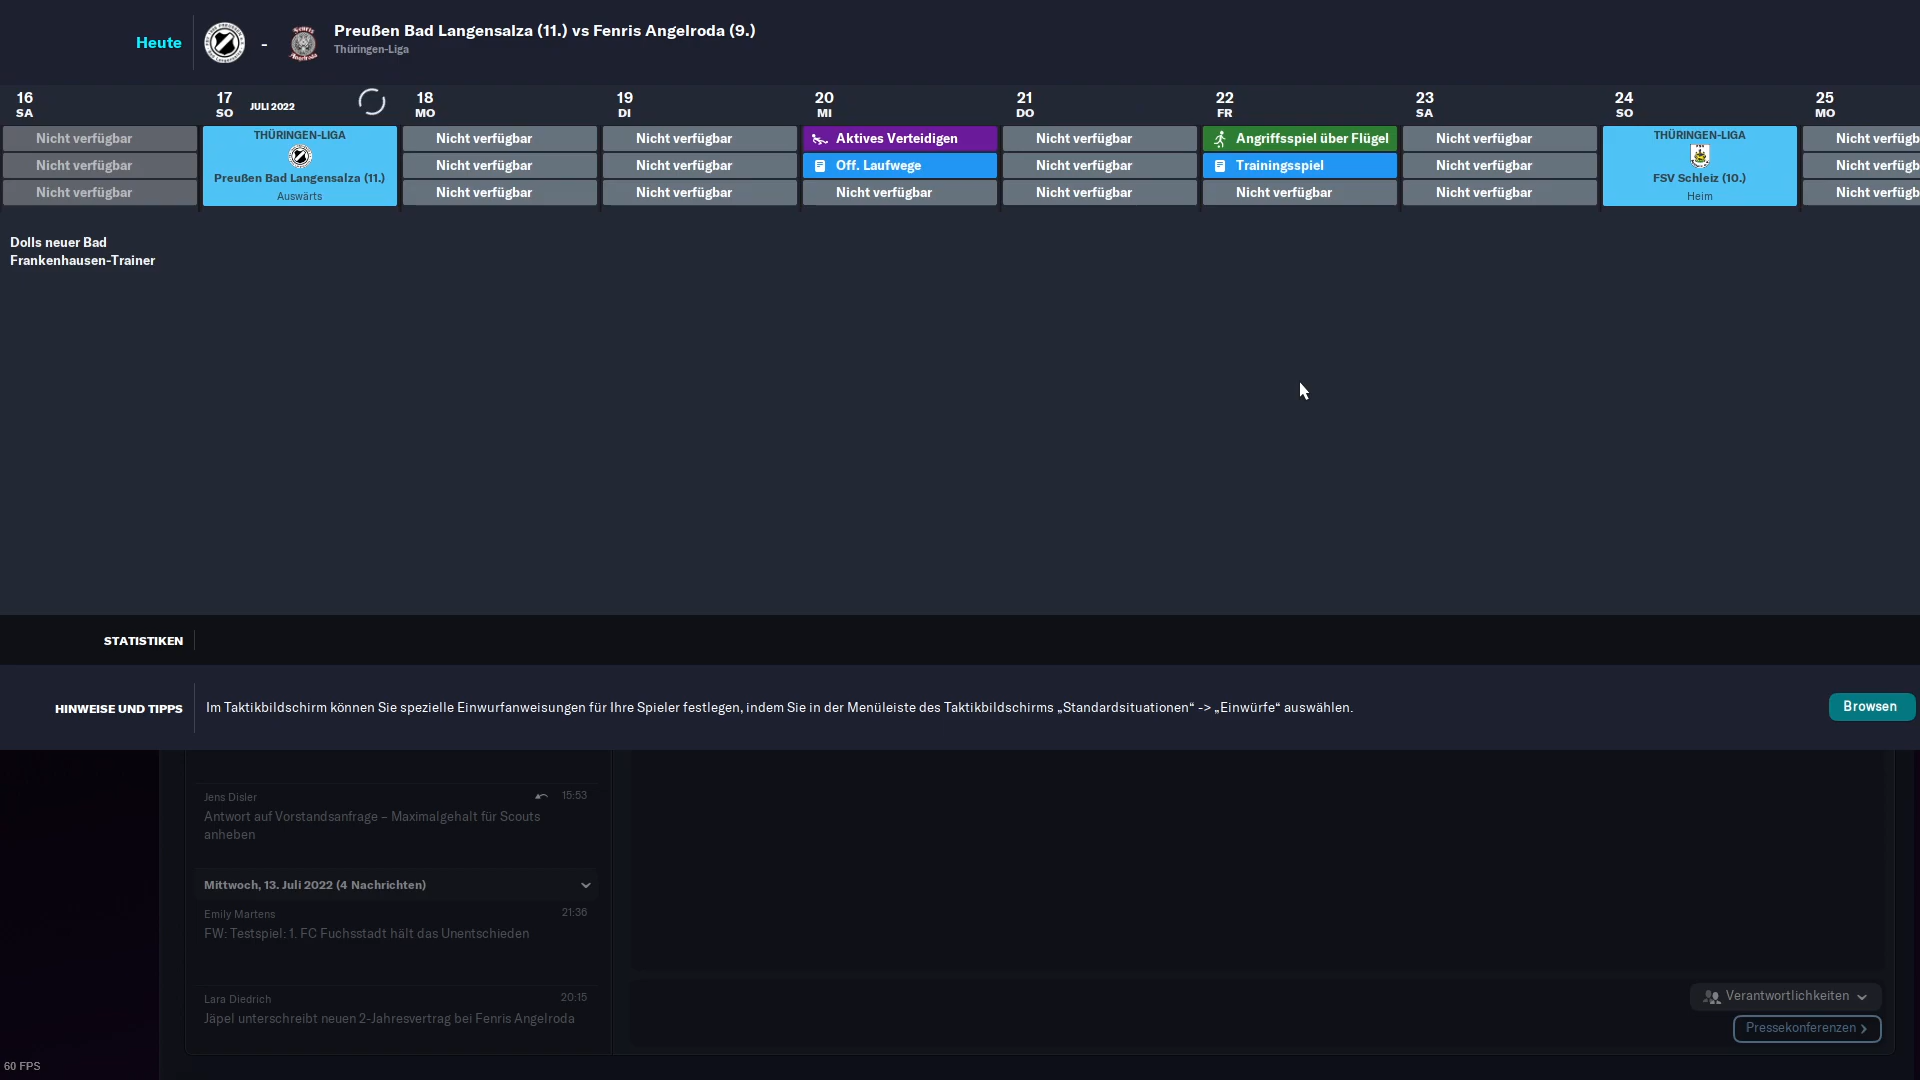 Heute
-
Preußen Bad Langensalza (11.) vs Fenris Angelroda (9.)
Thüringen-Liga
16
SA
17
SO
JULI 2022
18
MO
19
DI
20
MI
21
DO
22
FR
23
SA
24
SO
25
MO
Nicht verfügbar
Nicht verfügbar
Nicht verfügbar
THÜRINGEN-LIGA
Preußen Bad Langensalza (11.)
Auswärts
Nicht verfügbar
Nicht verfügbar
Nicht verfügbar
Nicht verfügbar
Nicht verfügbar
Nicht verfügbar
Aktives Verteidigen
Off. Laufwege
Nicht verfügbar
Nicht verfügbar
Nicht verfügbar
Nicht verfügbar
Angriffsspiel über Flügel
Trainingsspiel
Nicht verfügbar
Nicht verfügbar
Nicht verfügbar
Nicht verfügbar
THÜRINGEN-LIGA
FSV Schleiz (10.)
Heim
Nicht verfügb
Nicht verfügb
Nicht verfügb
Dolls neuer Bad
Frankenhausen-Trainer
STATISTIKEN
HINWEISE UND TIPPS
Im Taktikbildschirm können Sie spezielle Einwurfanweisungen für Ihre Spieler festlegen, indem Sie in der Menüleiste des Taktikbildschirms „Standardsituationen“ -> „Einwürfe“ auswählen.
Browsen
Jens Disler
15:53
Antwort auf Vorstandsanfrage – Maximalgehalt für Scouts
anheben
Mittwoch, 13. Juli 2022 (4 Nachrichten)
Emily Martens
21:36
FW: Testspiel: 1. FC Fuchsstadt hält das Unentschieden
Lara Diedrich
20:15
Jäpel unterschreibt neuen 2-Jahresvertrag bei Fenris Angelroda
Verantwortlichkeiten
Pressekonferenzen
60 FPS